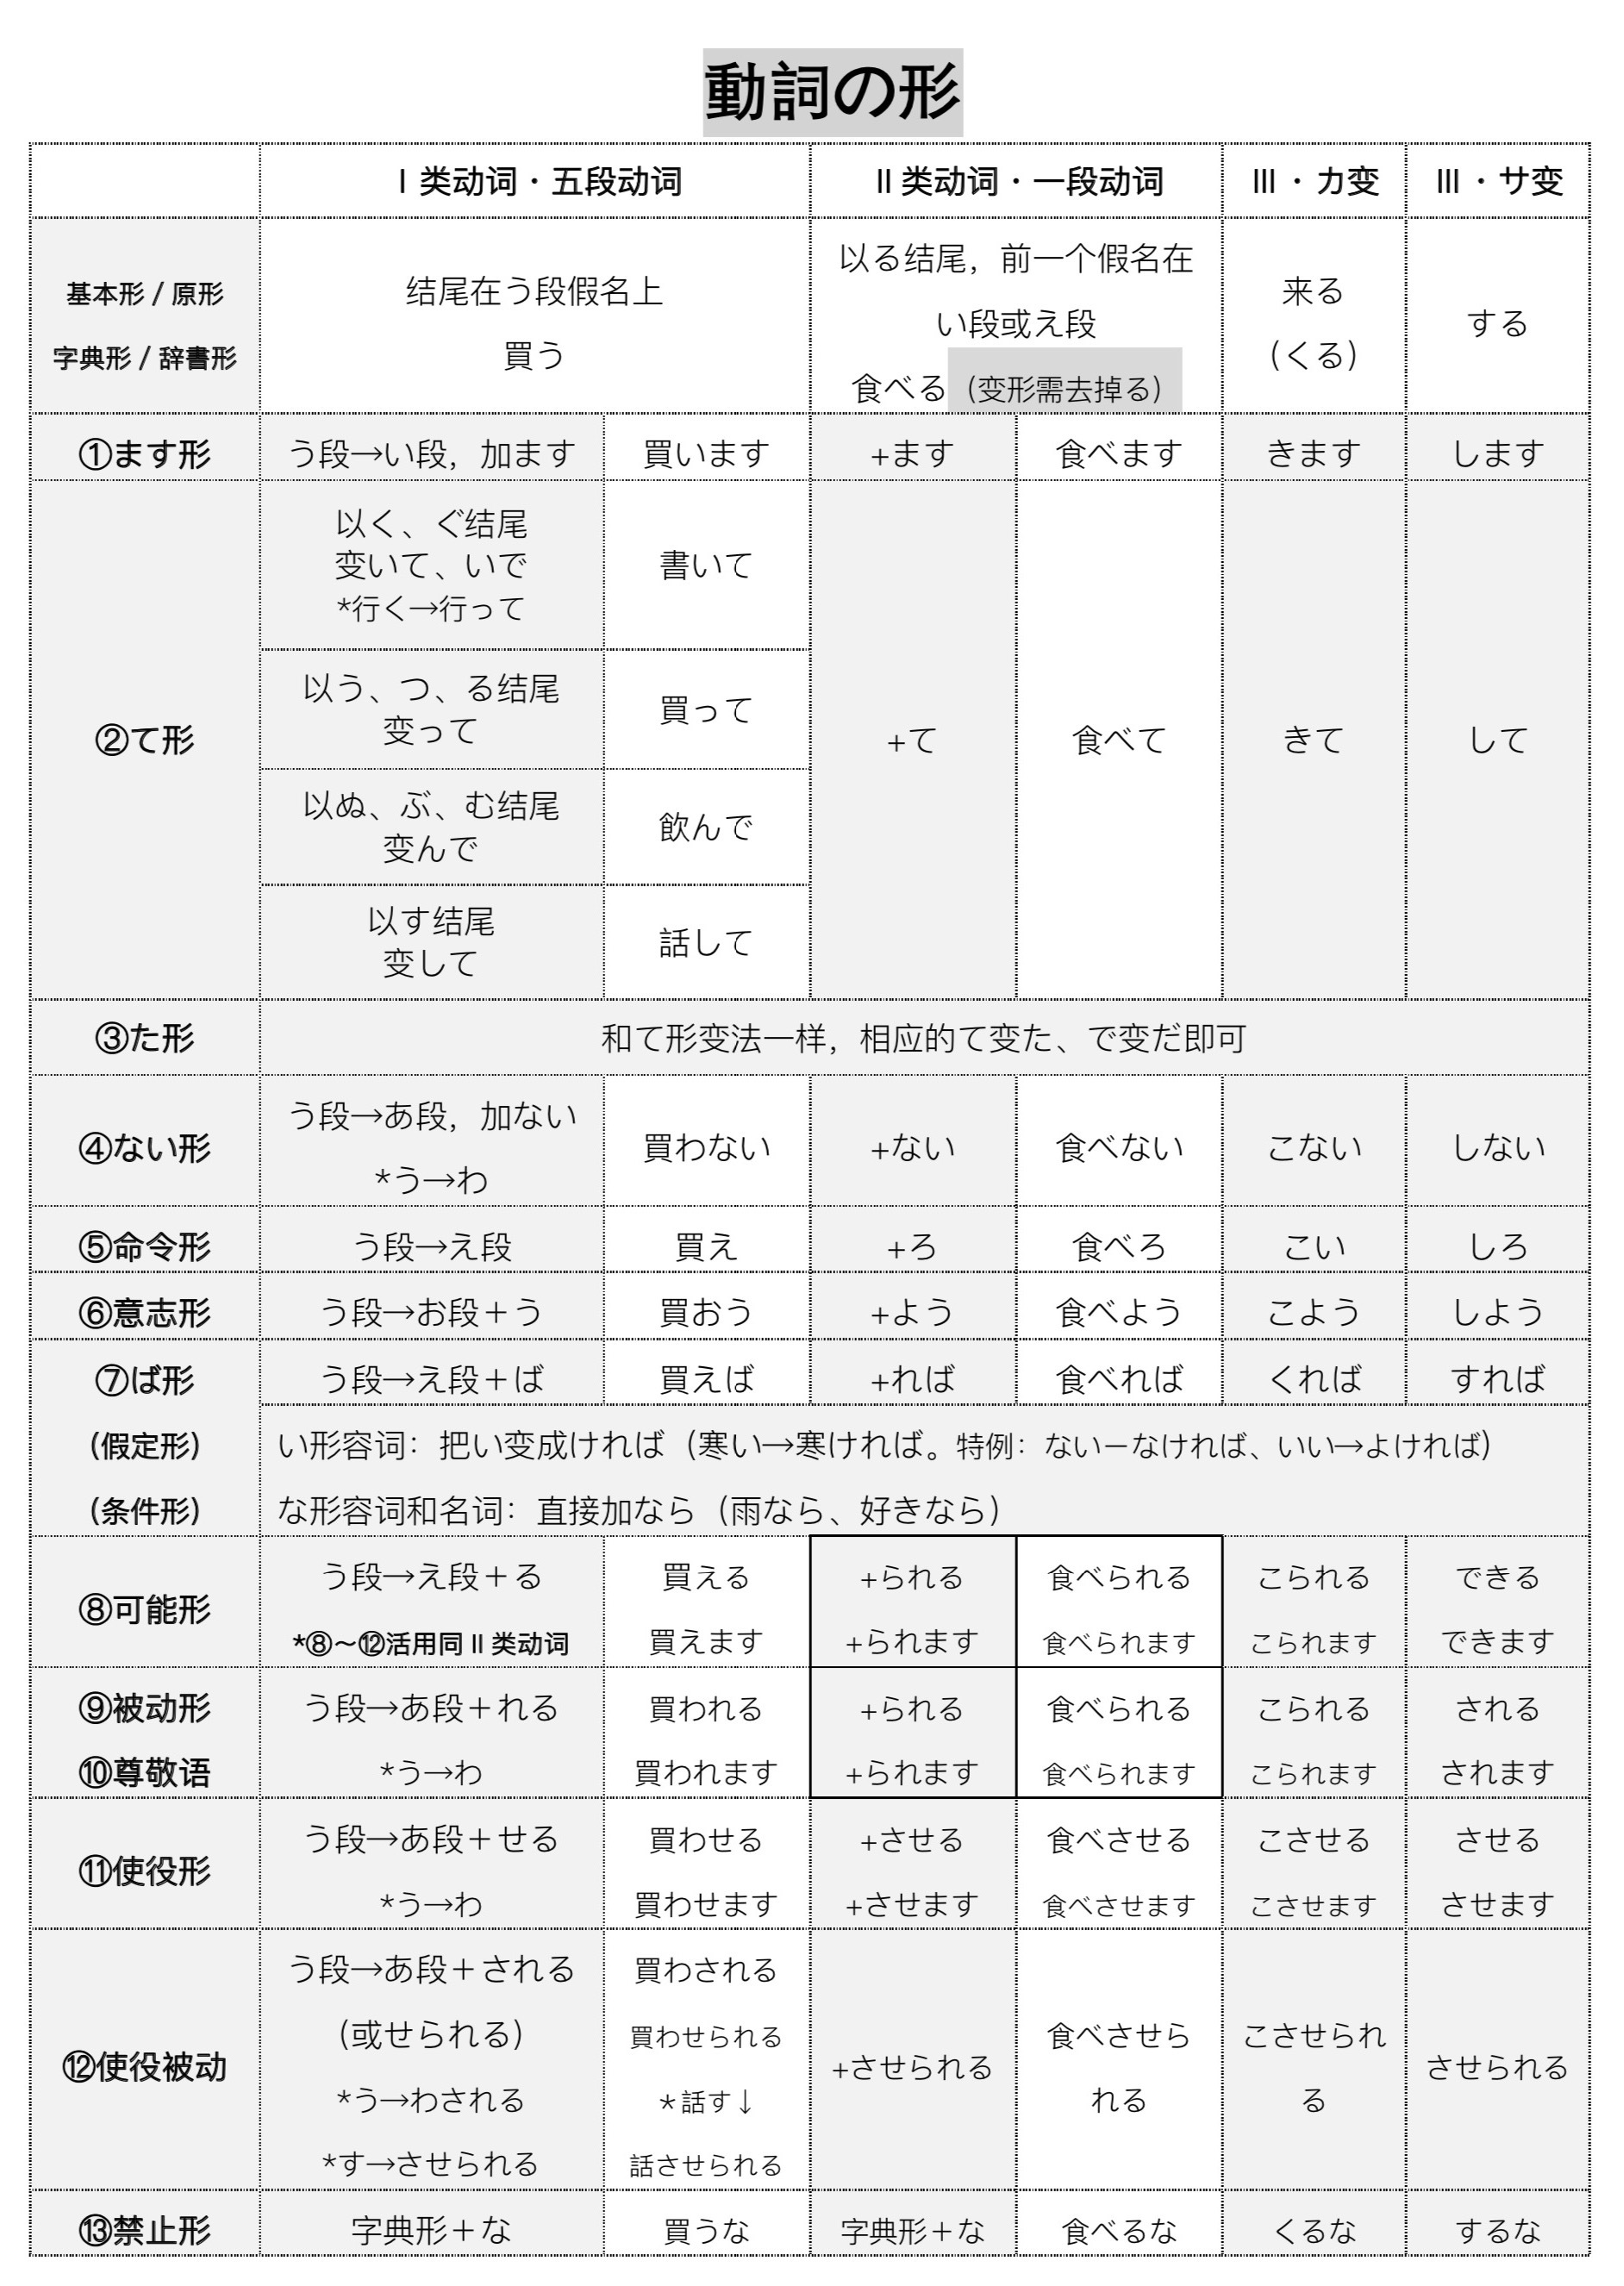 動詞の形
Ⅰ类动词・五段动词
Ⅱ类动词・一段动词
Ⅲ・カ变
Ⅲ・サ变
基本形 / 原形
字典形 / 辞書形
结尾在う段假名上
買う
以る结尾，前一个假名在
い段或え段
食べる（变形需去掉る）
来る
（くる）
する
①ます形
う段→い段，加ます
買います
+ます
食べます
きます
します
②て形
以く、ぐ结尾
变いて、いで
*行く→行って
書いて
以う、つ、る结尾
变って
買って
以ぬ、ぶ、む结尾
变んで
飲んで
以す结尾
变して
話して
+て
食べて
きて
して
③た形
和て形变法一样，相应的て变た、で变だ即可
④ない形
う段→あ段，加ない
*う→わ
買わない
+ない
食べない
こない
しない
⑤命令形
う段→え段
買え
+ろ
食べろ
こい
しろ
⑥意志形
う段→お段＋う
買おう
+よう
食べよう
こよう
しよう
⑦ば形
（假定形）
（条件形）
う段→え段＋ば
買えば
+れば
食べれば
くれば
すれば
い形容词：把い变成ければ（寒い→寒ければ。特例：ない－なければ、いい→よければ）
な形容词和名词：直接加なら（雨なら、好きなら）
⑧可能形
う段→え段＋る
*⑧～⑫活用同Ⅱ类动词
買える
買えます
+られる
+られます
食べられる
食べられます
こられる
こられます
できる
できます
⑨被动形
⑩尊敬语
う段→あ段＋れる
*う→わ
買われる
買われます
+られる
+られます
食べられる
食べられます
こられる
こられます
される
されます
⑪使役形
う段→あ段＋せる
*う→わ
買わせる
買わせます
+させる
+させます
食べさせる
食べさせます
こさせる
こさせます
させる
させます
⑫使役被动
う段→あ段＋される
（或せられる）
*う→わされる
*す→させられる
買わされる
買わせられる
＊話す↓
話させられる
+させられる
食べさせら
れる
こさせられ
る
させられる
⑬禁止形
字典形＋な
買うな
字典形＋な
食べるな
くるな
するな